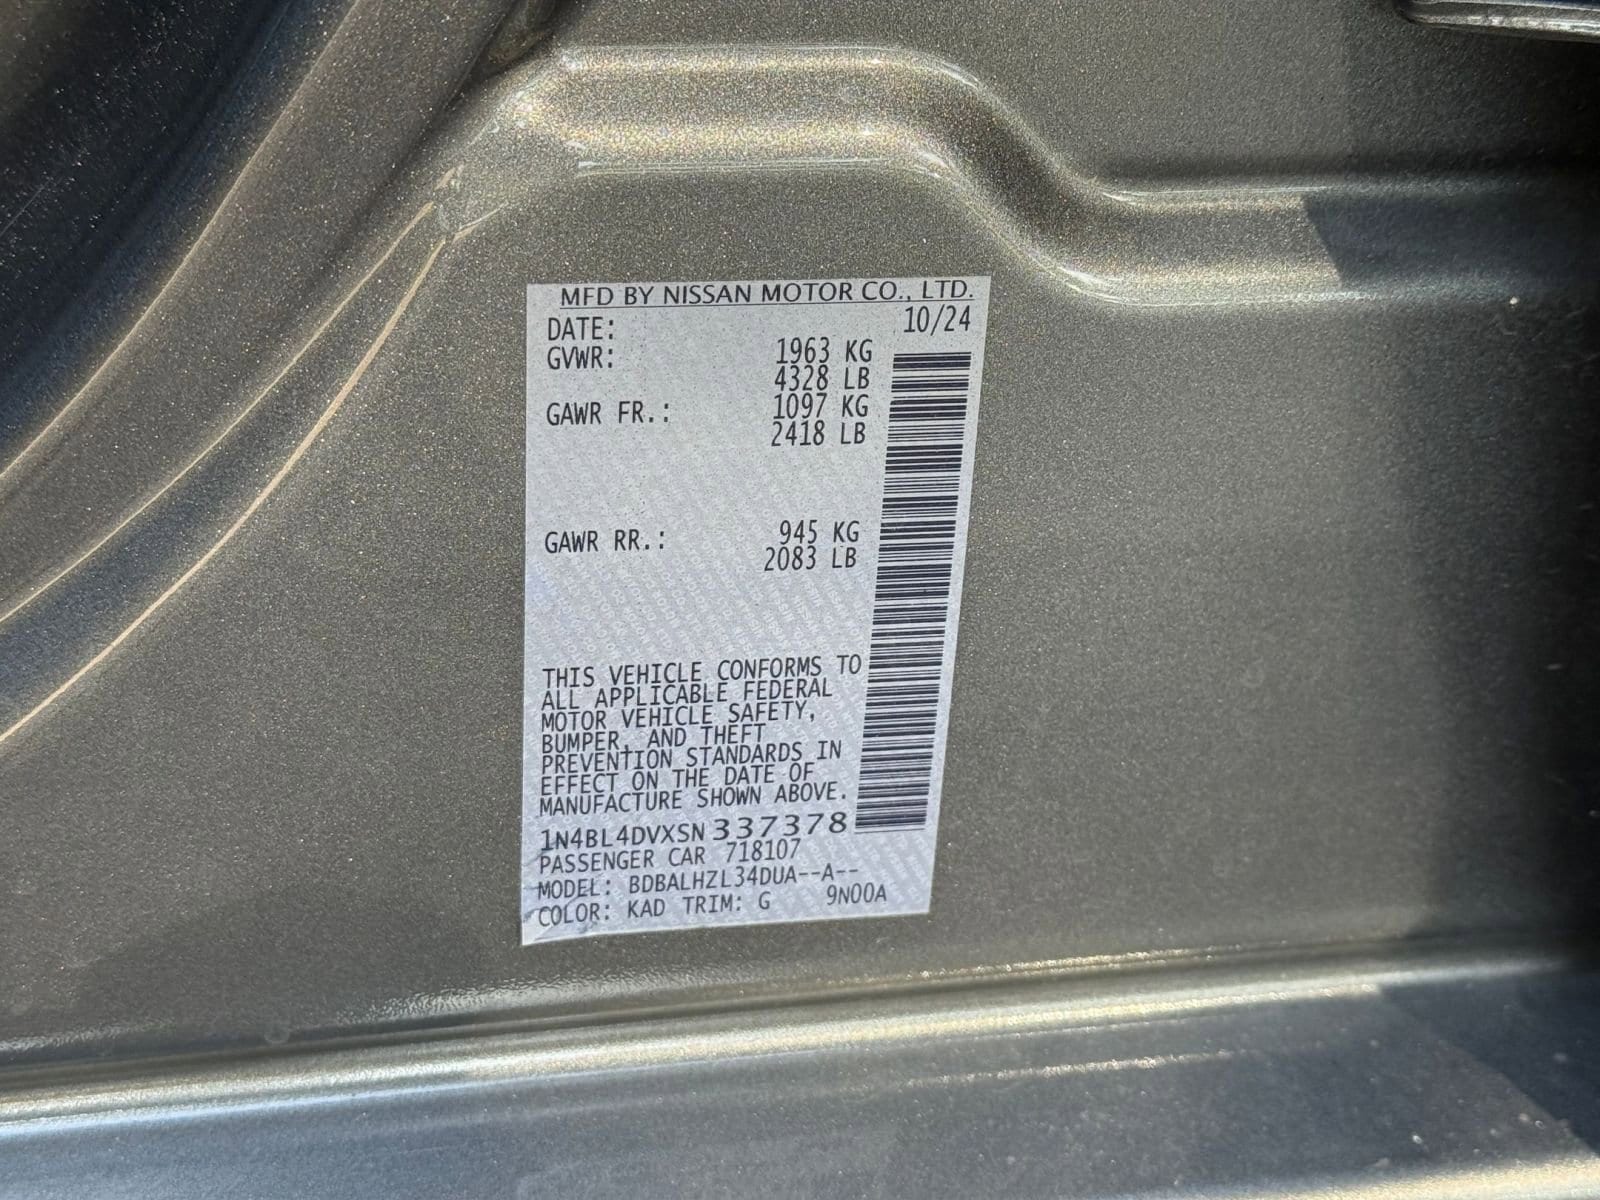 MFD BY NISSAN MOTOR CO., LTD.
DATE: 10/24
GVWR: 1963 KG
4328 LB
GAWR FR.: 1097 KG
2418 LB
GAWR RR.: 945 KG
2083 LB
THIS VEHICLE CONFORMS TO
ALL APPLICABLE FEDERAL
MOTOR VEHICLE SAFETY,
BUMPER, AND THEFT
PREVENTION STANDARDS IN
EFFECT ON THE DATE OF
MANUFACTURE SHOWN ABOVE.
1N4BL4DVXSN337378
PASSENGER CAR 718107
MODEL: BDBALHZL34DUA--A--
COLOR: KAD TRIM: G 9N00A